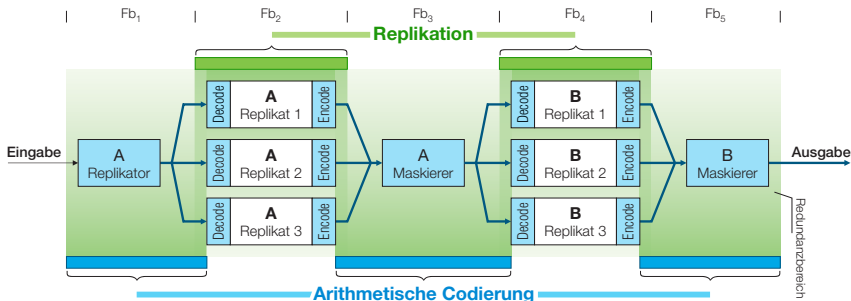 Fb₁ Fb₂ Fb₃ Fb₄ Fb₅
Replikation
Eingabe
A
Replikator
Decode
A
Replikat 1
Encode
Decode
A
Replikat 2
Encode
Decode
A
Replikat 3
Encode
A
Maskierer
Decode
B
Replikat 1
Encode
Decode
B
Replikat 2
Encode
Decode
B
Replikat 3
Encode
B
Maskierer
Ausgabe
Redundanzbereich
Arithmetische Codierung